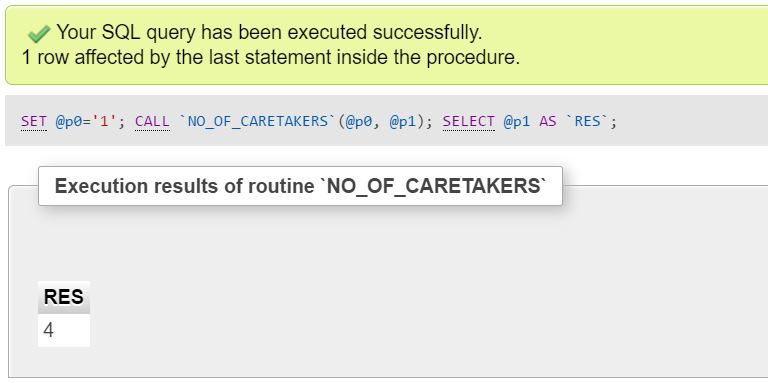 Your SQL query has been executed successfully.
1 row affected by the last statement inside the procedure.
SET @p0='1'; CALL `NO_OF_CARETAKERS`(@p0, @p1); SELECT @p1 AS `RES`;
Execution results of routine `NO_OF_CARETAKERS`
RES
4